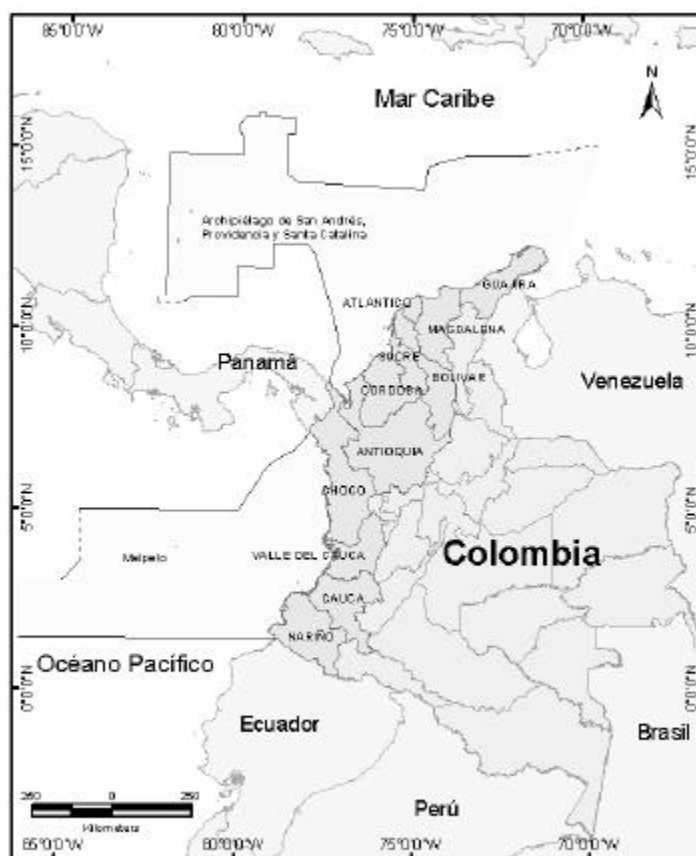 85°0'0"W 80°0'0"W 75°0'0"W 70°0'0"W
N
Mar Caribe
15°0'0"N 15°0'0"N
Archipiélago de San Andrés,
Providencia y Santa Catalina
GUAJIRA
ATLANTICO
10°0'0"N 10°0'0"N
MAGDALENA
Panamá
SUCRE
BOLIVAR
Venezuela
CORDOBA
ANTIOQUIA
CHOCO
5°0'0"N 5°0'0"N
Malpelo
VALLE DEL CAUCA
Colombia
CAUCA
NARIÑO
Océano Pacífico
0°0'0"N 0°0'0"N
Ecuador
Brasil
250 0 250
Kilometers
Perú
85°0'0"W 80°0'0"W 75°0'0"W 70°0'0"W